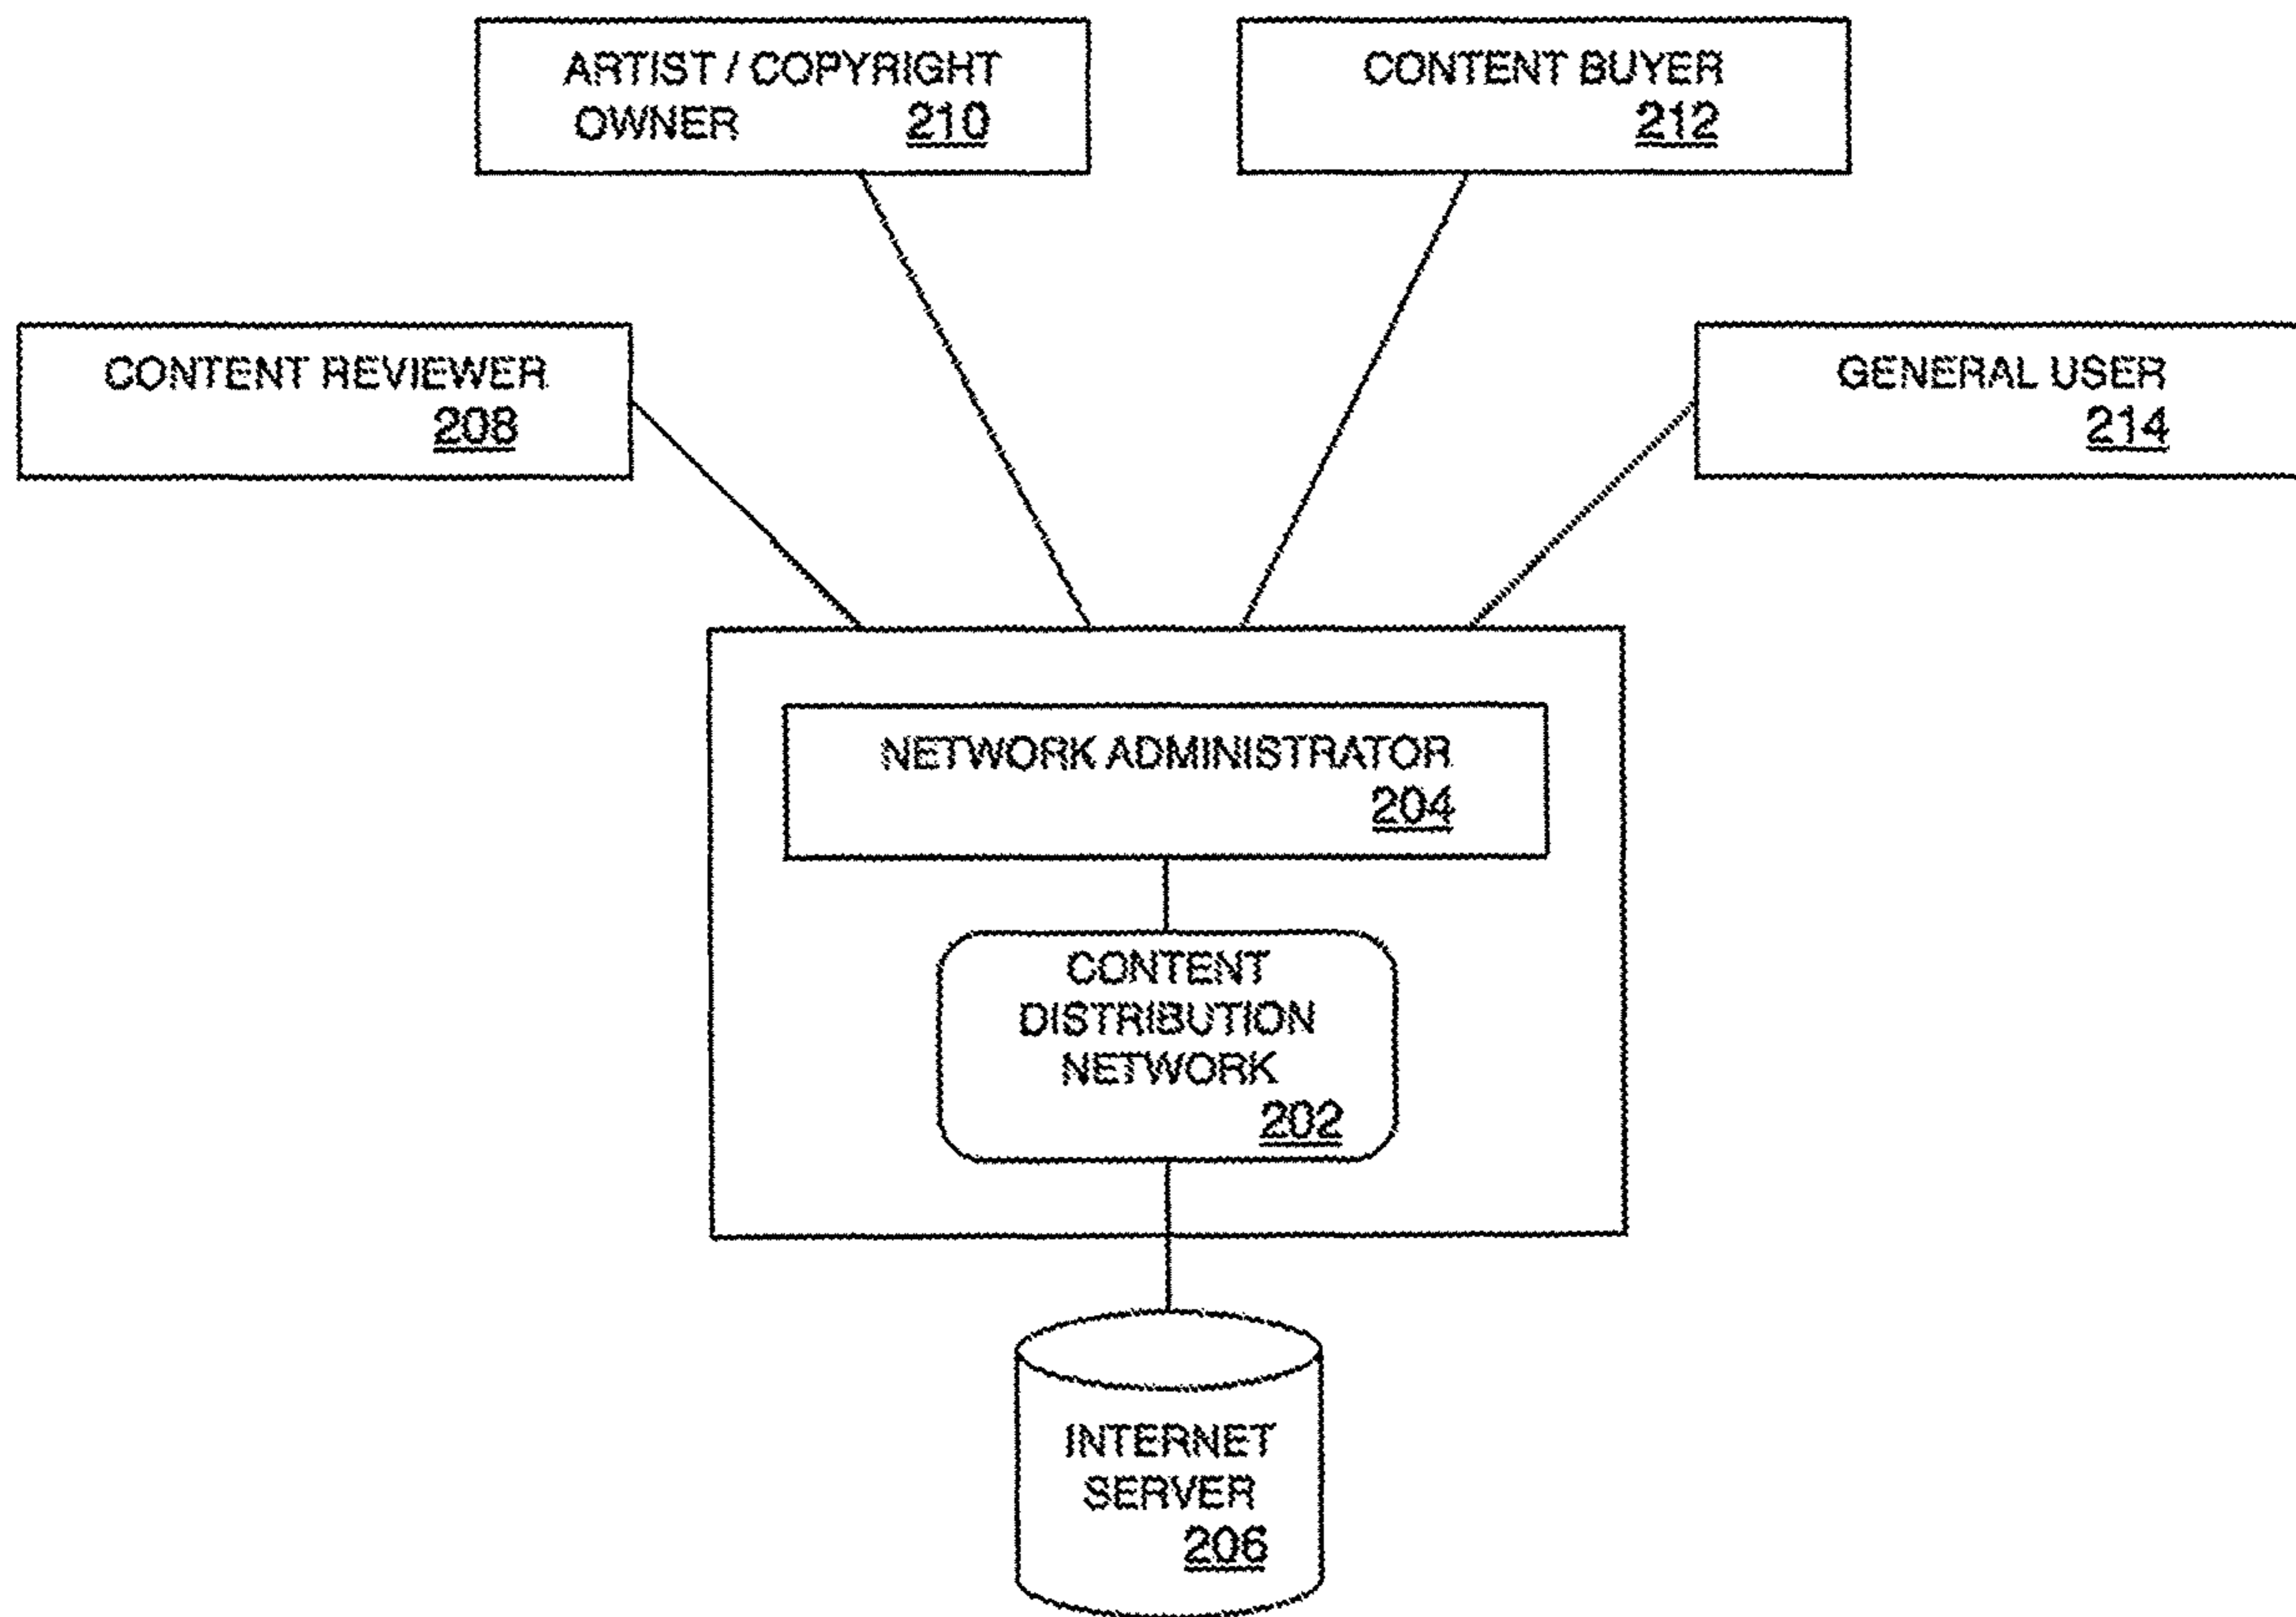 ARTIST / COPYRIGHT
OWNER 210
CONTENT BUYER
212
CONTENT REVIEWER
208
GENERAL USER
214
NETWORK ADMINISTRATOR
204
CONTENT
DISTRIBUTION
NETWORK
202
INTERNET
SERVER
206